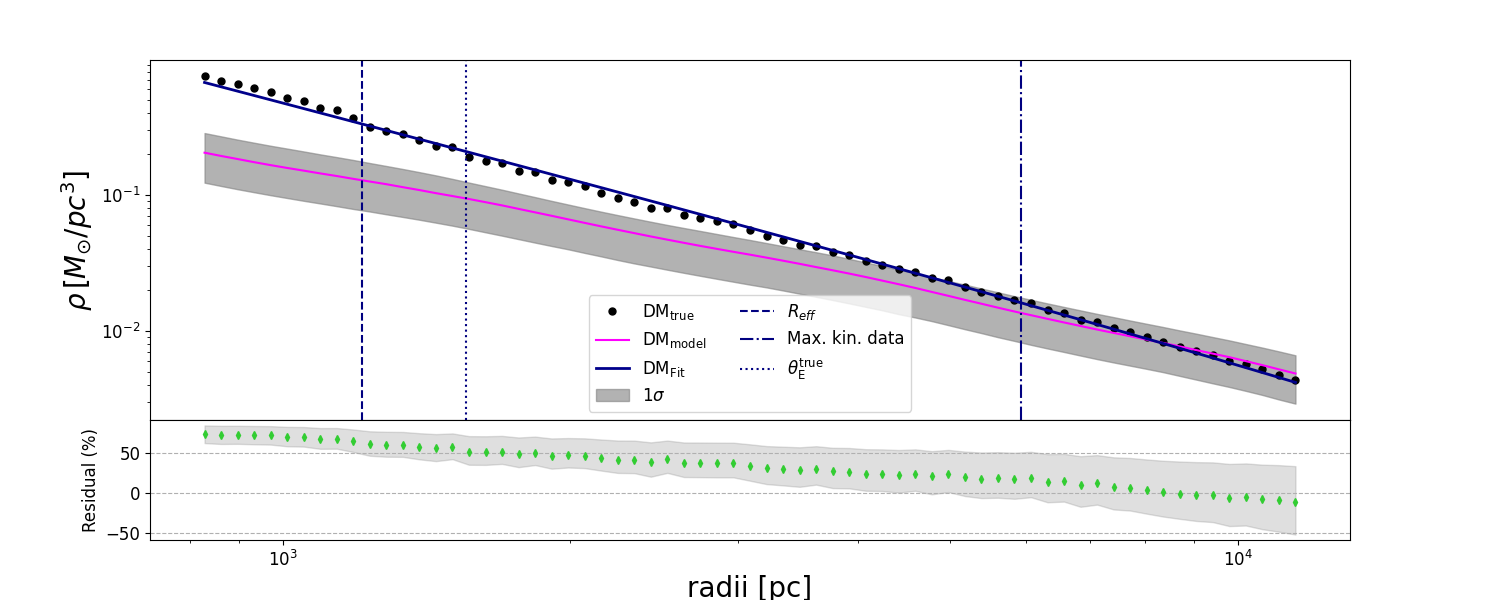 ρ [M⊙/pc³]
10⁻¹
10⁻²
DM_true
DM_model
DM_Fit
1σ
R_eff
Max. kin. data
θ_E^true
Residual (%)
50
0
−50
10³
10⁴
radii [pc]